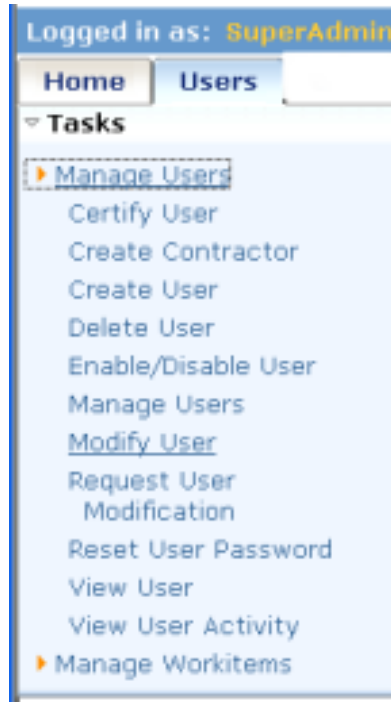 Logged in as: SuperAdmin
Home Users
Tasks
Manage Users
Certify User
Create Contractor
Create User
Delete User
Enable/Disable User
Manage Users
Modify User
Request User
Modification
Reset User Password
View User
View User Activity
Manage Workitems